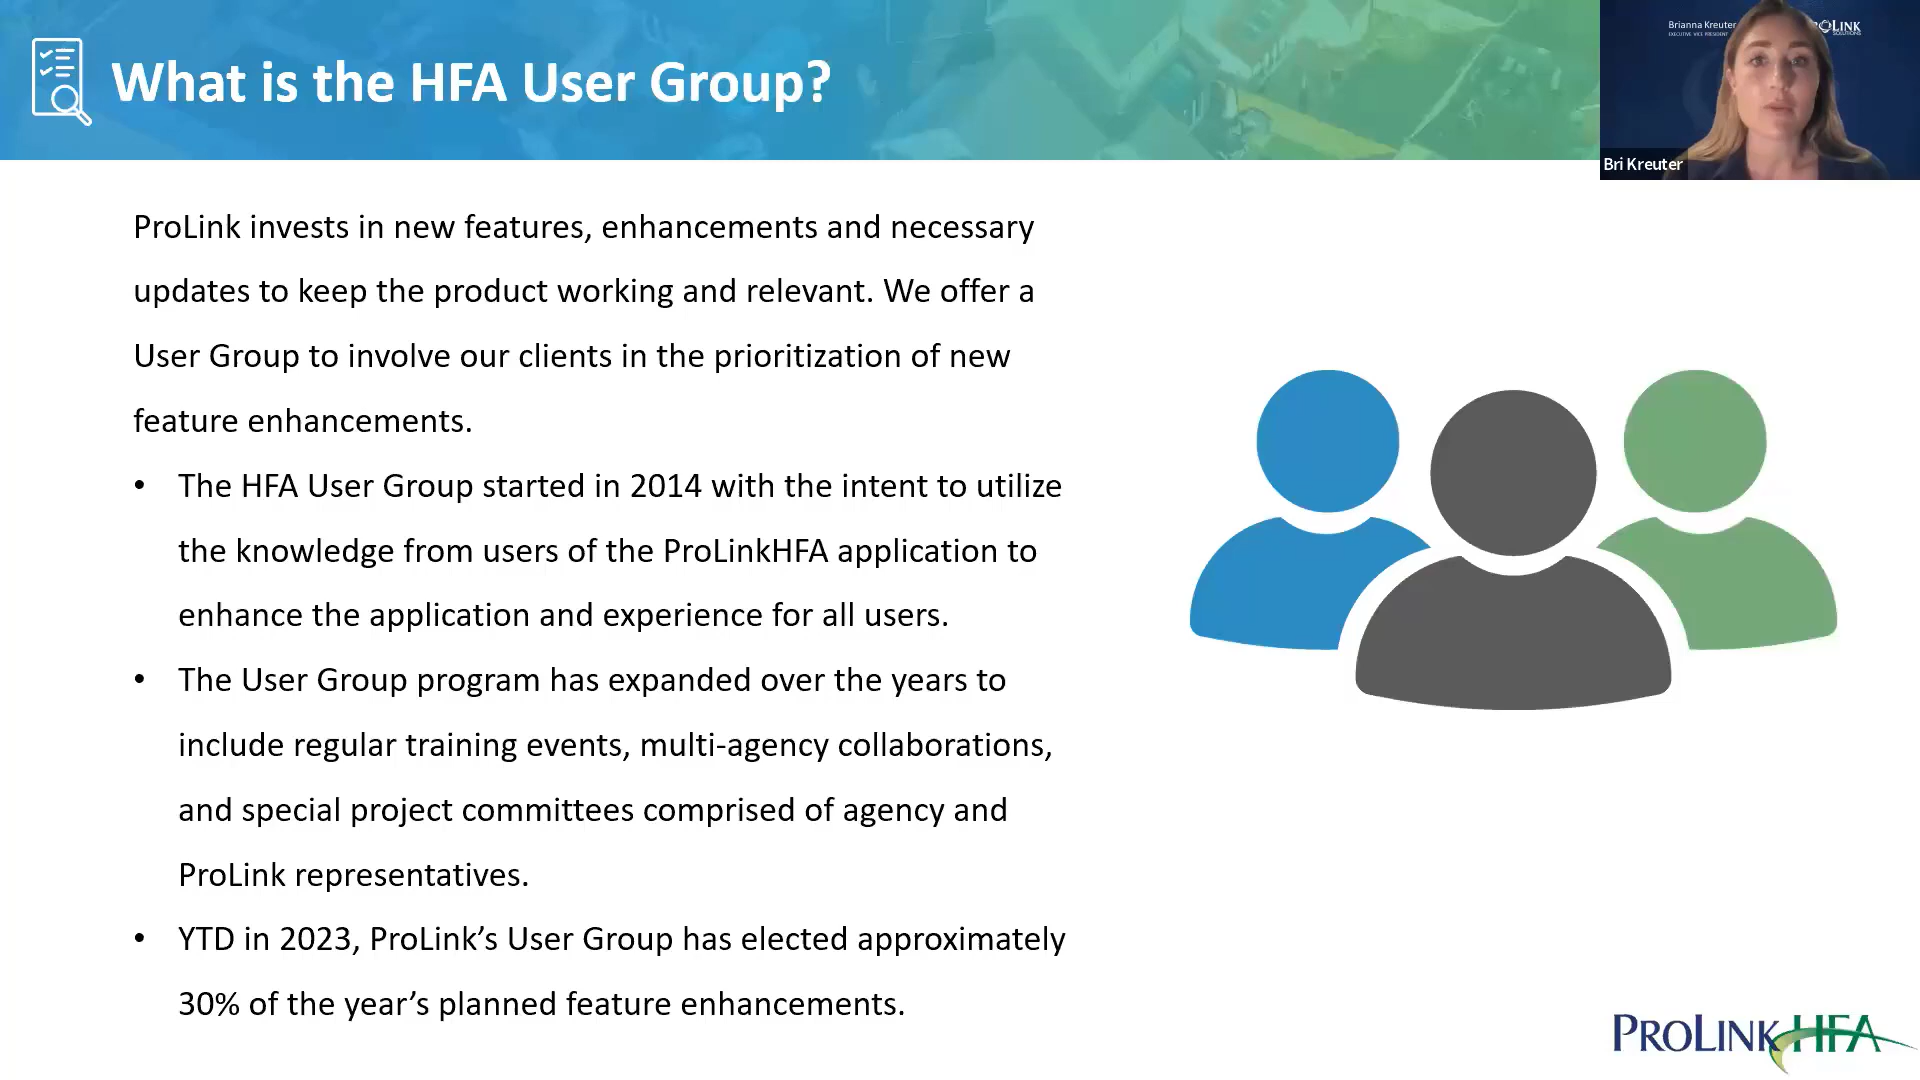 What is the HFA User Group?
Brianna Kreuter
EXECUTIVE VICE PRESIDENT
PROLINK
SOLUTIONS
Bri Kreuter
ProLink invests in new features, enhancements and necessary
updates to keep the product working and relevant. We offer a
User Group to involve our clients in the prioritization of new
feature enhancements.
• The HFA User Group started in 2014 with the intent to utilize
the knowledge from users of the ProLinkHFA application to
enhance the application and experience for all users.
• The User Group program has expanded over the years to
include regular training events, multi-agency collaborations,
and special project committees comprised of agency and
ProLink representatives.
• YTD in 2023, ProLink’s User Group has elected approximately
30% of the year’s planned feature enhancements.
PROLINKHFA